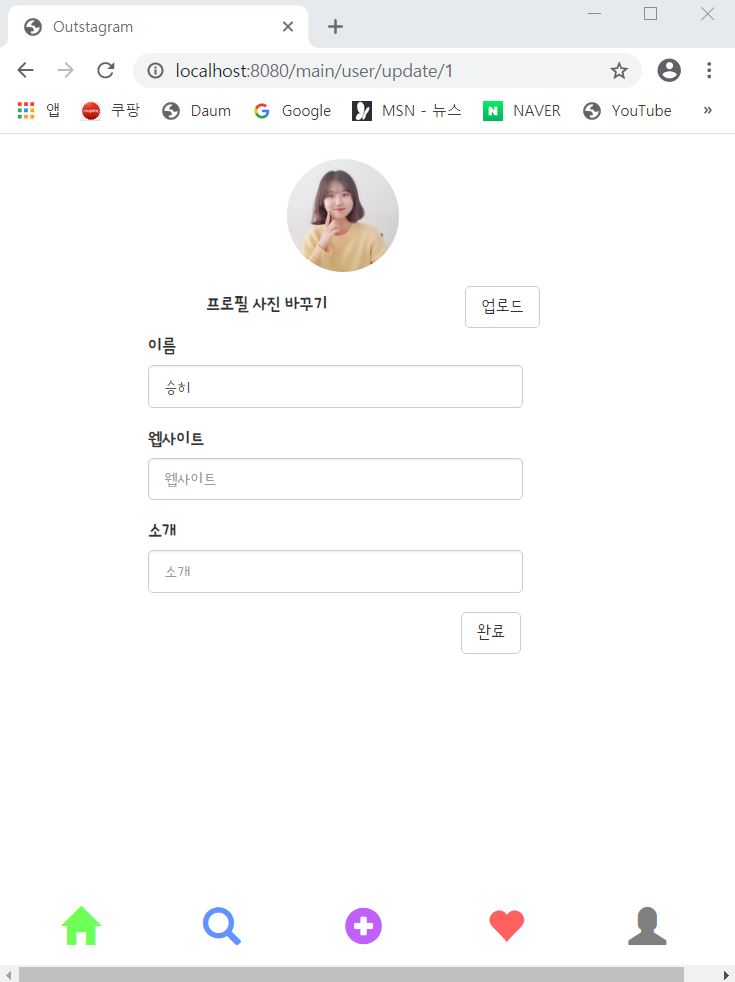 Outstagram
localhost:8080/main/user/update/1
앱 쿠팡 Daum Google MSN - 뉴스 NAVER YouTube »
프로필 사진 바꾸기 업로드
이름
승히
웹사이트
웹사이트
소개
소개
완료